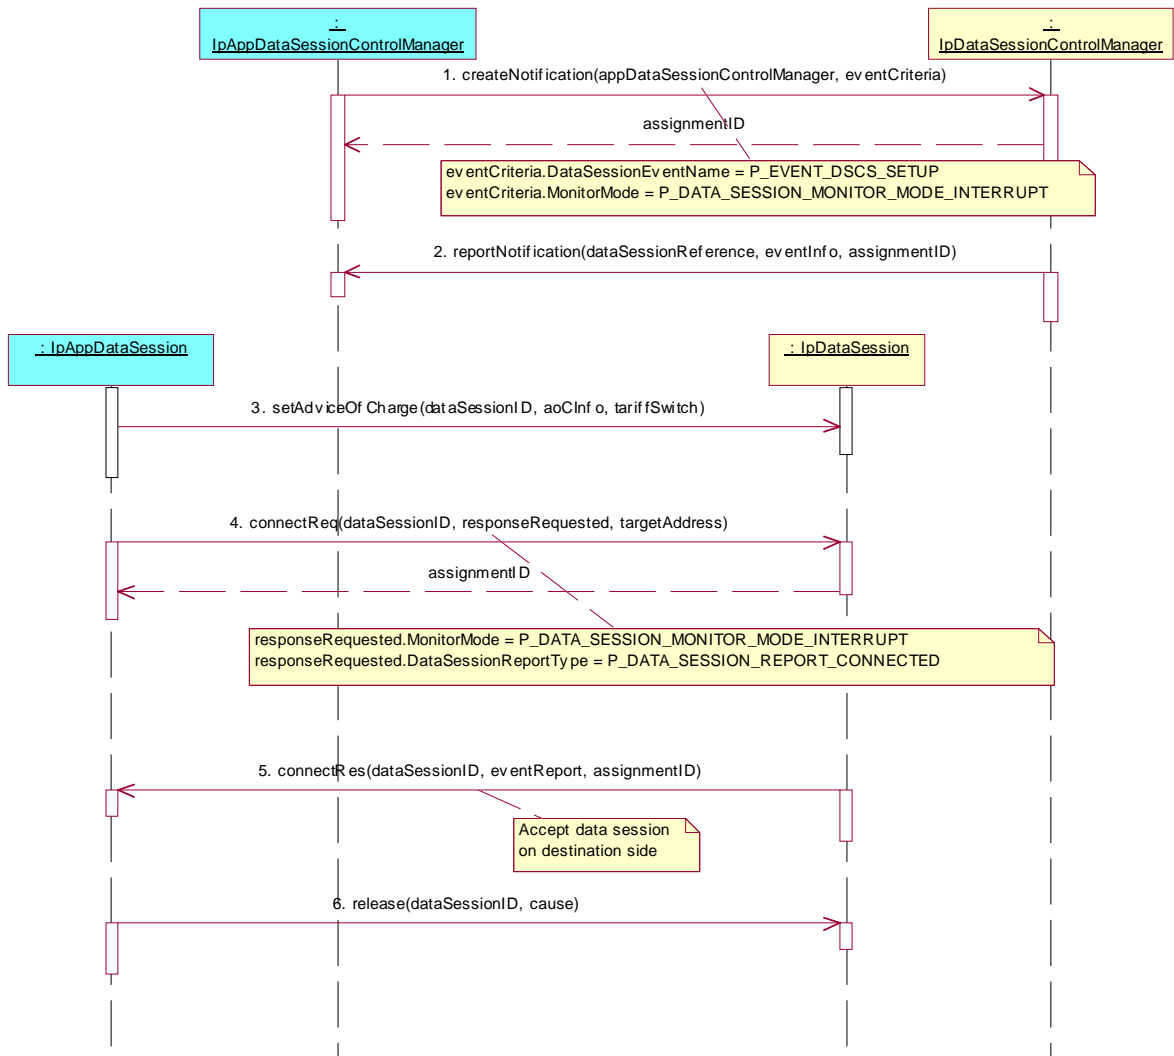 :
IpAppDataSessionControlManager
:
IpDataSessionControlManager
1. createNotification(appDataSessionControlManager, eventCriteria)
assignmentID
eventCriteria.DataSessionEventName = P_EVENT_DSCS_SETUP
eventCriteria.MonitorMode = P_DATA_SESSION_MONITOR_MODE_INTERRUPT
2. reportNotification(dataSessionReference, eventInfo, assignmentID)
: IpAppDataSession
: IpDataSession
3. setAdviceOfCharge(dataSessionID, aoCInfo, tariffSwitch)
4. connectReq(dataSessionID, responseRequested, targetAddress)
assignmentID
responseRequested.MonitorMode = P_DATA_SESSION_MONITOR_MODE_INTERRUPT
responseRequested.DataSessionReportType = P_DATA_SESSION_REPORT_CONNECTED
5. connectRes(dataSessionID, eventReport, assignmentID)
Accept data session
on destination side
6. release(dataSessionID, cause)